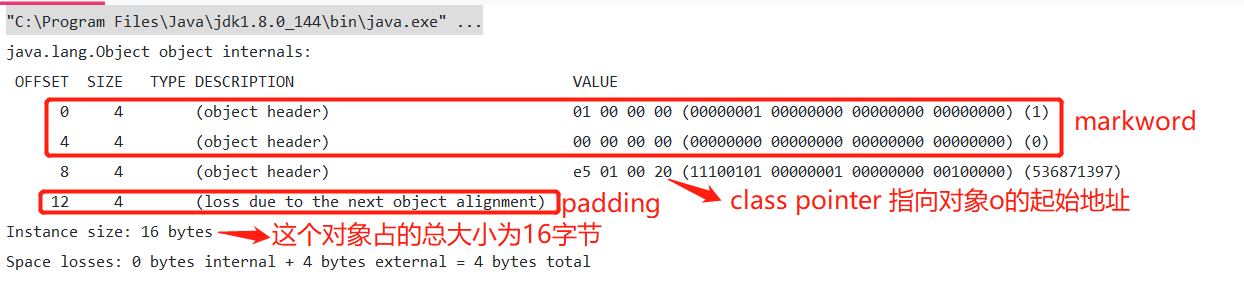 "C:\Program Files\Java\jdk1.8.0_144\bin\java.exe" ...
java.lang.Object object internals:
OFFSET SIZE TYPE DESCRIPTION VALUE
0 4 (object header) 01 00 00 00 (00000001 00000000 00000000 00000000) (1)
markword
4 4 (object header) 00 00 00 00 (00000000 00000000 00000000 00000000) (0)
8 4 (object header) e5 01 00 20 (11100101 00000001 00000000 00100000) (536871397)
12 4 (loss due to the next object alignment) padding class pointer 指向对象o的起始地址
Instance size: 16 bytes 这个对象占的总大小为16字节
Space losses: 0 bytes internal + 4 bytes external = 4 bytes total